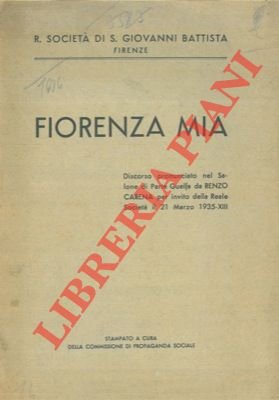 R. SOCIETÀ DI S. GIOVANNI BATTISTA
FIRENZE
FIORENZA MIA
Discorso pronunciato nel Sa-
lone di Parte Guelfa da RENZO
CARENA per invito della Reale
Società il 21 Marzo 1935-XIII
STAMPATO A CURA
DELLA COMMISSIONE DI PROPAGANDA SOCIALE
LIBRERIA PIANI